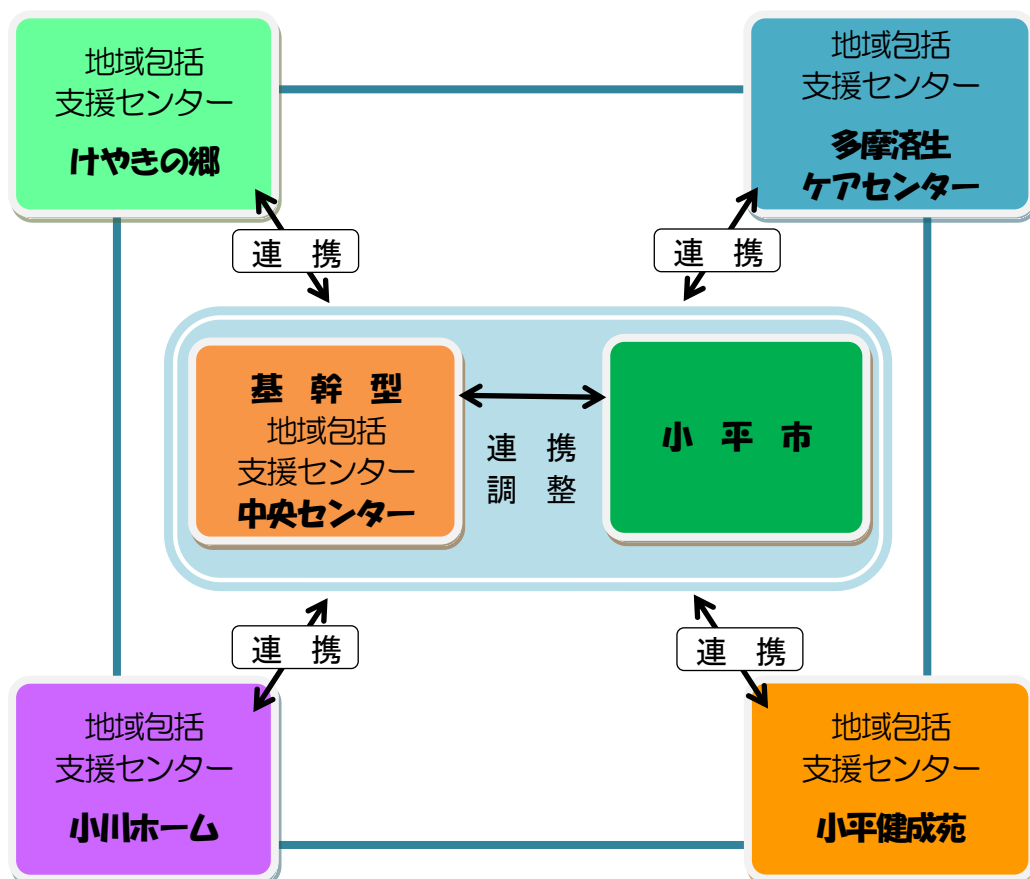 地域包括
支援センター
けやきの郷
地域包括
支援センター
多摩済生
ケアセンター
連　携
連　携
基　幹　型
地域包括
支援センター
中央センター
連　携
調　整
小　平　市
連　携
連　携
地域包括
支援センター
小川ホーム
地域包括
支援センター
小平健成苑